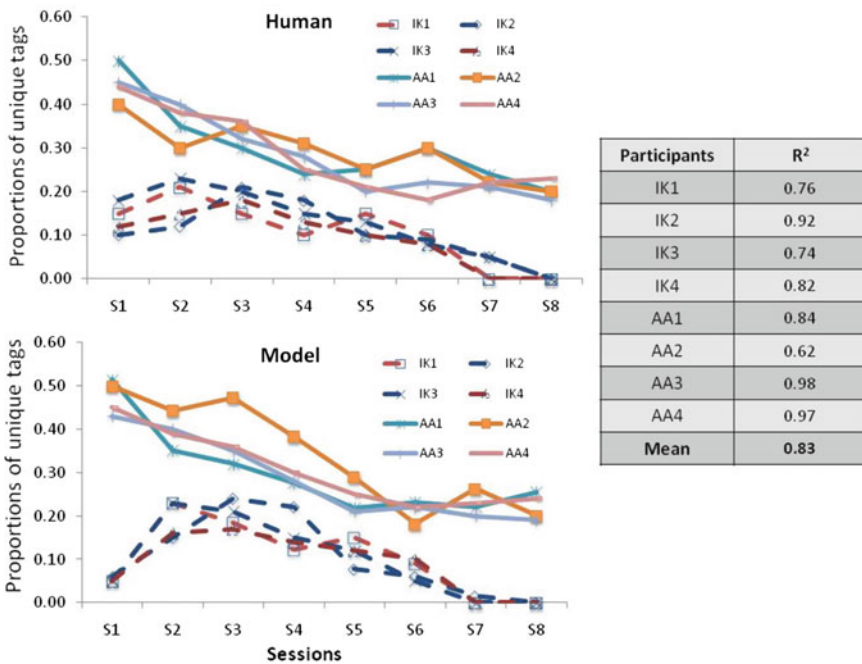 Human
Proportions of unique tags
0.60
0.50
0.40
0.30
0.20
0.10
0.00
IK1 IK2
IK3 IK4
AA1 AA2
AA3 AA4
S1 S2 S3 S4 S5 S6 S7 S8
Model
Proportions of unique tags
0.60
0.50
0.40
0.30
0.20
0.10
0.00
IK1 IK2
IK3 IK4
AA1 AA2
AA3 AA4
S1 S2 S3 S4 S5 S6 S7 S8
Sessions
Participants R²
IK1 0.76
IK2 0.92
IK3 0.74
IK4 0.82
AA1 0.84
AA2 0.62
AA3 0.98
AA4 0.97
Mean 0.83